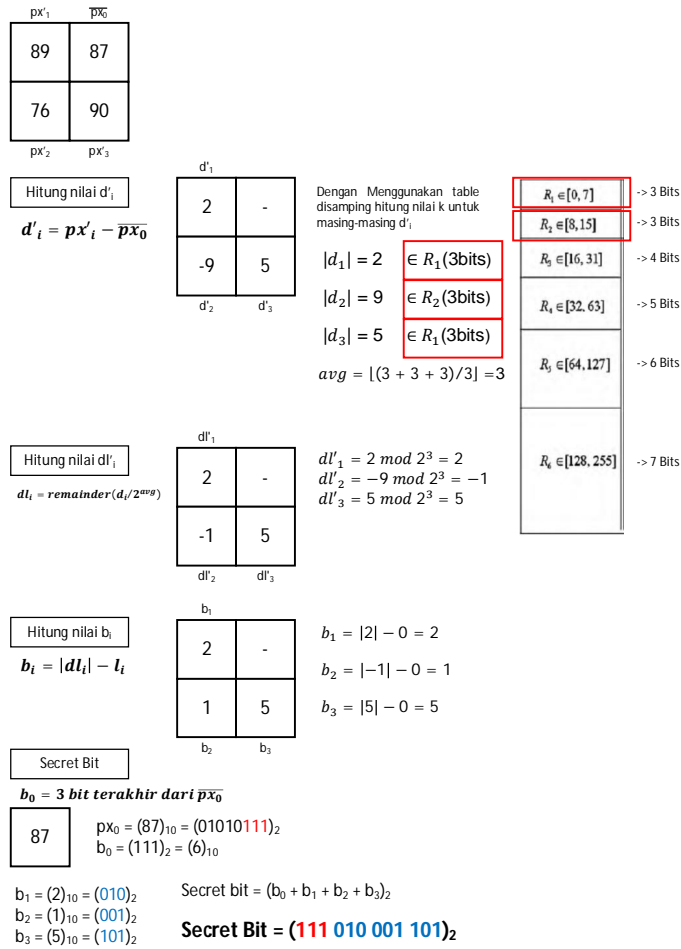 px'₁ p̅x̅₀
89 87
76 90
px'₂ px'₃
Hitung nilai d'ᵢ
d'ᵢ = px'ᵢ − p̅x̅₀
d'₁
2 -
-9 5
d'₂ d'₃
Dengan Menggunakan table
disamping hitung nilai k untuk
masing-masing d'ᵢ
|d₁| = 2 ∈ R₁(3bits)
|d₂| = 9 ∈ R₂(3bits)
|d₃| = 5 ∈ R₁(3bits)
avg = ⌊(3 + 3 + 3)/3⌋ =3
R₁ ∈[0, 7] -> 3 Bits
R₂ ∈[8, 15] -> 3 Bits
R₃ ∈[16, 31] -> 4 Bits
R₄ ∈[32, 63] -> 5 Bits
R₅ ∈[64, 127] -> 6 Bits
R₆ ∈[128, 255] -> 7 Bits
Hitung nilai dl'ᵢ
dlᵢ = remainder(dᵢ/2ᵃᵛᵍ)
dl'₁
2 -
-1 5
dl'₂ dl'₃
dl'₁ = 2 mod 2³ = 2
dl'₂ = −9 mod 2³ = −1
dl'₃ = 5 mod 2³ = 5
Hitung nilai bᵢ
bᵢ = |dlᵢ| − lᵢ
b₁
2 -
1 5
b₂ b₃
b₁ = |2| − 0 = 2
b₂ = |−1| − 0 = 1
b₃ = |5| − 0 = 5
Secret Bit
b₀ = 3 bit terakhir dari p̅x̅₀
87
px₀ = (87)₁₀ = (01010111)₂
b₀ = (111)₂ = (6)₁₀
b₁ = (2)₁₀ = (010)₂
b₂ = (1)₁₀ = (001)₂
b₃ = (5)₁₀ = (101)₂
Secret bit = (b₀ + b₁ + b₂ + b₃)₂
Secret Bit = (111 010 001 101)₂